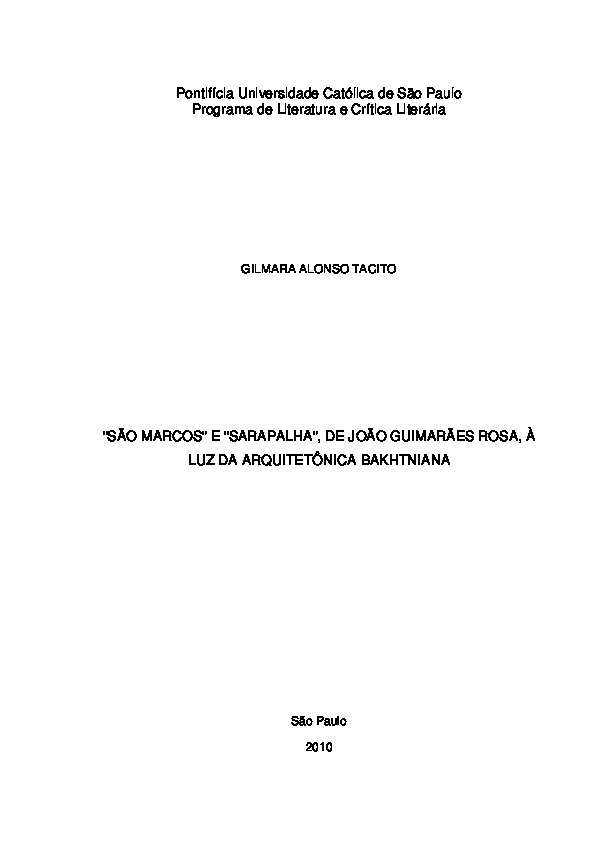 Pontifícia Universidade Católica de São Paulo
Programa de Literatura e Crítica Literária
GILMARA ALONSO TACITO
"SÃO MARCOS" E "SARAPALHA", DE JOÃO GUIMARÃES ROSA, À
LUZ DA ARQUITETÔNICA BAKHTNIANA
São Paulo
2010